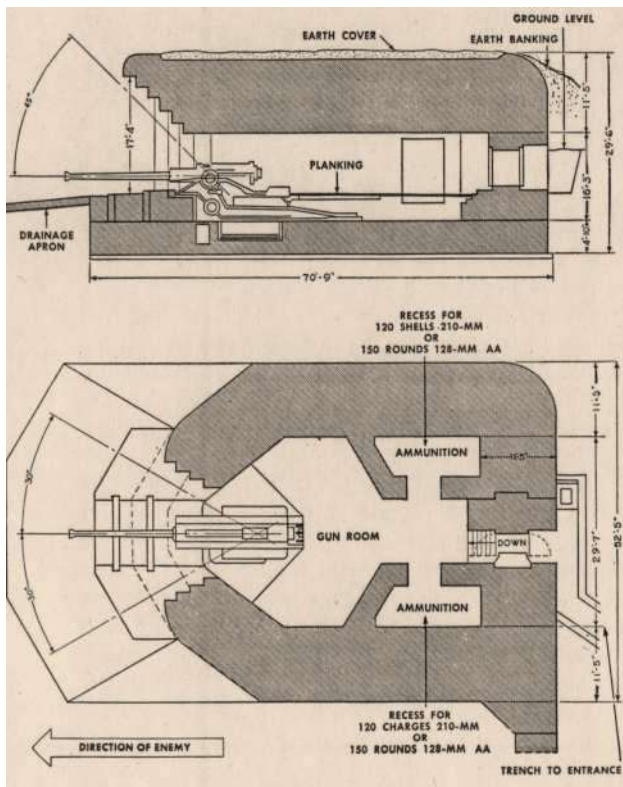 GROUND LEVEL
EARTH COVER
EARTH BANKING
45°
11'-5"
17'-4"
29'-6"
PLANKING
16'-3"
DRAINAGE
APRON
4'-10"
70'-9"
RECESS FOR
120 SHELLS 210-MM
OR
150 ROUNDS 128-MM AA
11'-5"
AMMUNITION
11'-5"
30°
GUN ROOM
DOWN
29'-7"
52'-5"
30°
AMMUNITION
11'-5"
RECESS FOR
120 CHARGES 210-MM
OR
150 ROUNDS 128-MM AA
DIRECTION OF ENEMY
TRENCH TO ENTRANCE